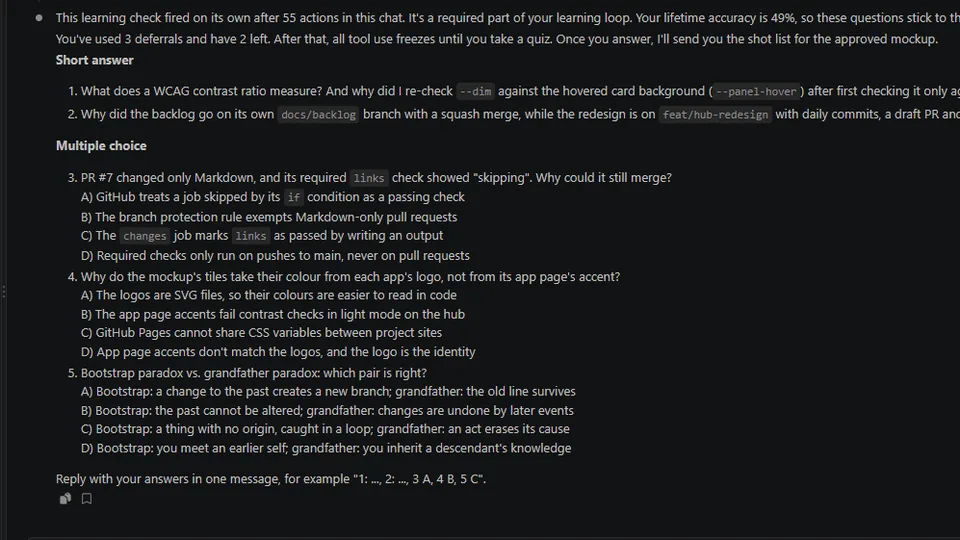 This learning check fired on its own after 55 actions in this chat. It's a required part of your learning loop. Your lifetime accuracy is 49%, so these questions stick to
You've used 3 deferrals and have 2 left. After that, all tool use freezes until you take a quiz. Once you answer, I'll send you the shot list for the approved mockup.
Short answer
1. What does a WCAG contrast ratio measure? And why did I re-check --dim against the hovered card background (--panel-hover) after first checking it only
2. Why did the backlog go on its own docs/backlog branch with a squash merge, while the redesign is on feat/hub-redesign with daily commits, a draft PR and
Multiple choice
3. PR #7 changed only Markdown, and its required links check showed "skipping". Why could it still merge?
A) GitHub treats a job skipped by its if condition as a passing check
B) The branch protection rule exempts Markdown-only pull requests
C) The changes job marks links as passed by writing an output
D) Required checks only run on pushes to main, never on pull requests
4. Why do the mockup's tiles take their colour from each app's logo, not from its app page's accent?
A) The logos are SVG files, so their colours are easier to read in code
B) The app page accents fail contrast checks in light mode on the hub
C) GitHub Pages cannot share CSS variables between project sites
D) App page accents don't match the logos, and the logo is the identity
5. Bootstrap paradox vs. grandfather paradox: which pair is right?
A) Bootstrap: a change to the past creates a new branch; grandfather: the old line survives
B) Bootstrap: the past cannot be altered; grandfather: changes are undone by later events
C) Bootstrap: a thing with no origin, caught in a loop; grandfather: an act erases its cause
D) Bootstrap: you meet an earlier self; grandfather: you inherit a descendant's knowledge
Reply with your answers in one message, for example "1: ..., 2: ..., 3 A, 4 B, 5 C".